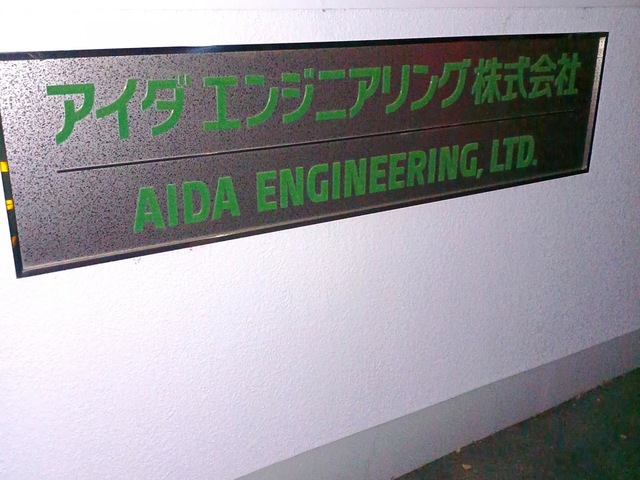 アイダ エンジニアリング 株式会社
AIDA ENGINEERING, LTD.